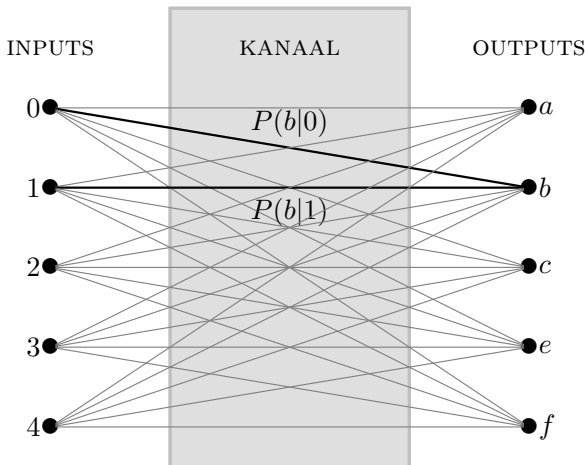 INPUTS KANAAL OUTPUTS
0 a
P(b|0)
1 b
P(b|1)
2 c
3 e
4 f